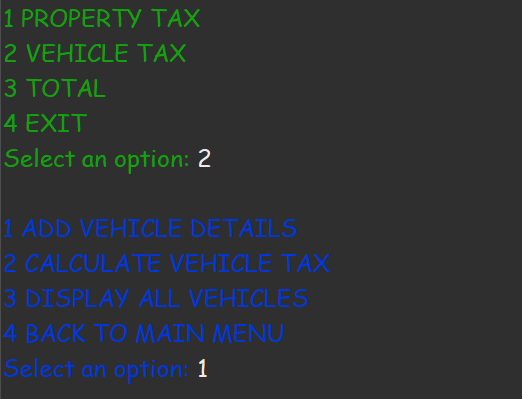 1 PROPERTY TAX
2 VEHICLE TAX
3 TOTAL
4 EXIT
Select an option: 2
1 ADD VEHICLE DETAILS
2 CALCULATE VEHICLE TAX
3 DISPLAY ALL VEHICLES
4 BACK TO MAIN MENU
Select an option: 1